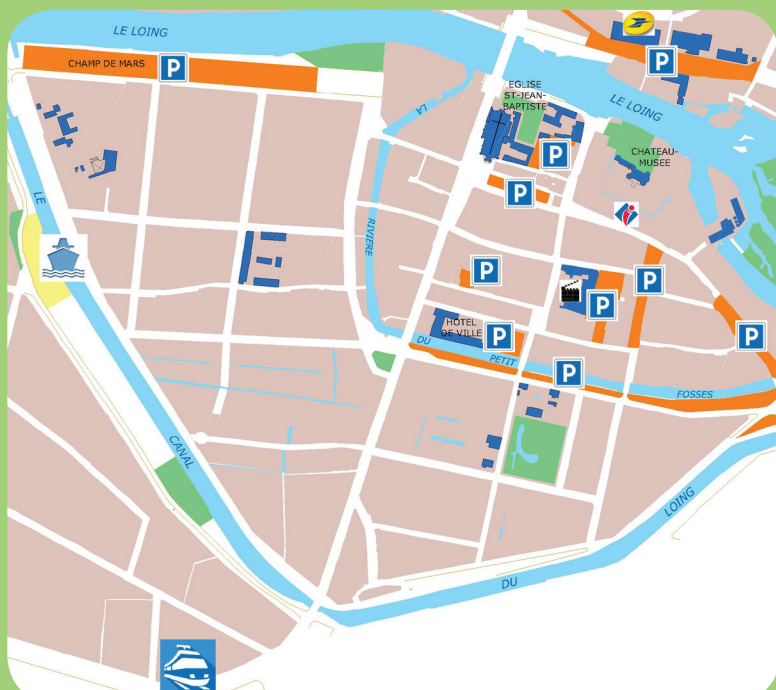 LE LOING
CHAMP DE MARS
P
P
EGLISE
ST-JEAN-
BAPTISTE
LE LOING
LA
P
CHATEAU-
MUSEE
P
LE
RIVIERE
P
P
P
HOTEL
DE VILLE
P
P
DU
PETIT
P
FOSSES
CANAL
LOING
DU